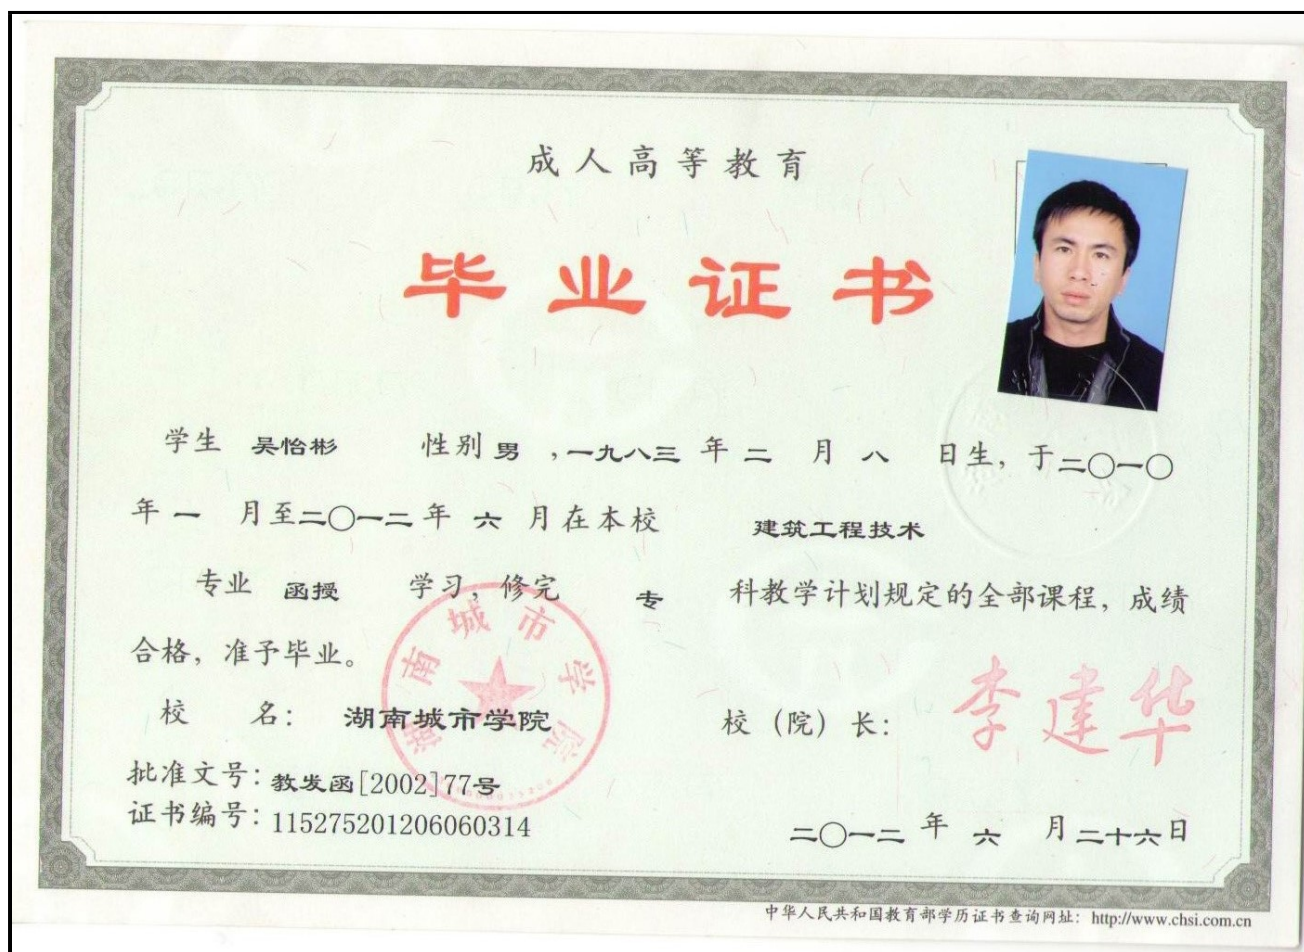 成人高等教育
毕业证书
学生 吴怡彬 性别 男 ,一九八三 年 二 月 八 日生, 于二〇一〇
年 一 月至二〇一二 年 六 月在本校 建筑工程技术
专业 函授 学习, 修完 专 科教学计划规定的全部课程, 成绩
合格, 准予毕业。
校 名: 湖南城市学院 校 (院) 长: 李建华
批准文号: 教发函[2002]77号
证书编号: 115275201206060314
二〇一二 年 六 月 二十六日
湖南城市学院
中华人民共和国教育部学历证书查询网址: http://www.chsi.com.cn